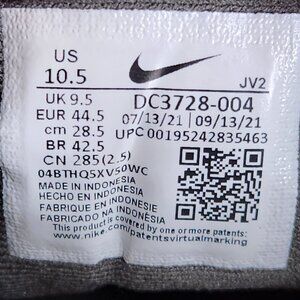 US
10.5
JV2
UK 9.5 DC3728-004
EUR 44.5 07/13/21 09/13/21
cm 28.5 UPC 00195242835463
BR 42.5
CN 285(2.5)
04BTHQ5XV50WC
MADE IN INDONESIA
HECHO EN INDONESIA
FABRIQUE EN INDONESIE
FABRICADO NA INDONÉSIA
This product is covered by one or more patents
www.nike.com/patentsvirtualmarking